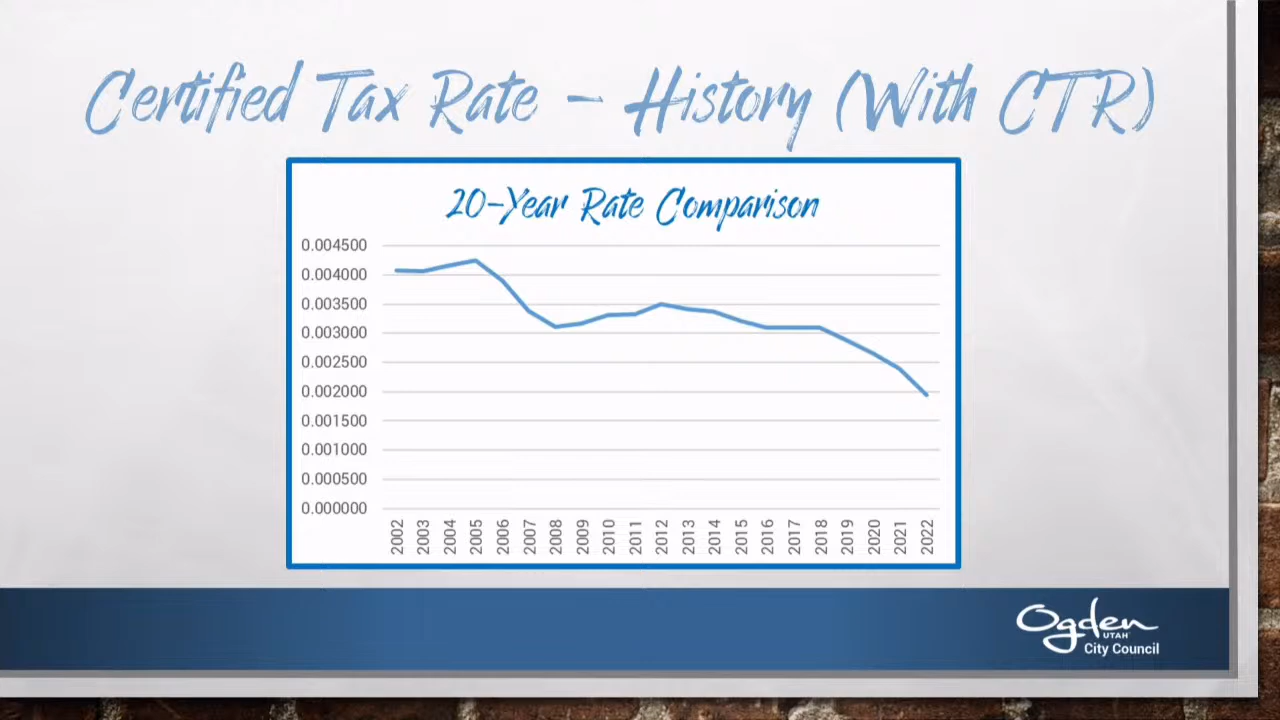 Certified Tax Rate – History (With CTR)
20-Year Rate Comparison
0.004500
0.004000
0.003500
0.003000
0.002500
0.002000
0.001500
0.001000
0.000500
0.000000
2002 2003 2004 2005 2006 2007 2008 2009 2010 2011 2012 2013 2014 2015 2016 2017 2018 2019 2020 2021 2022
Ogden
UTAH
City Council